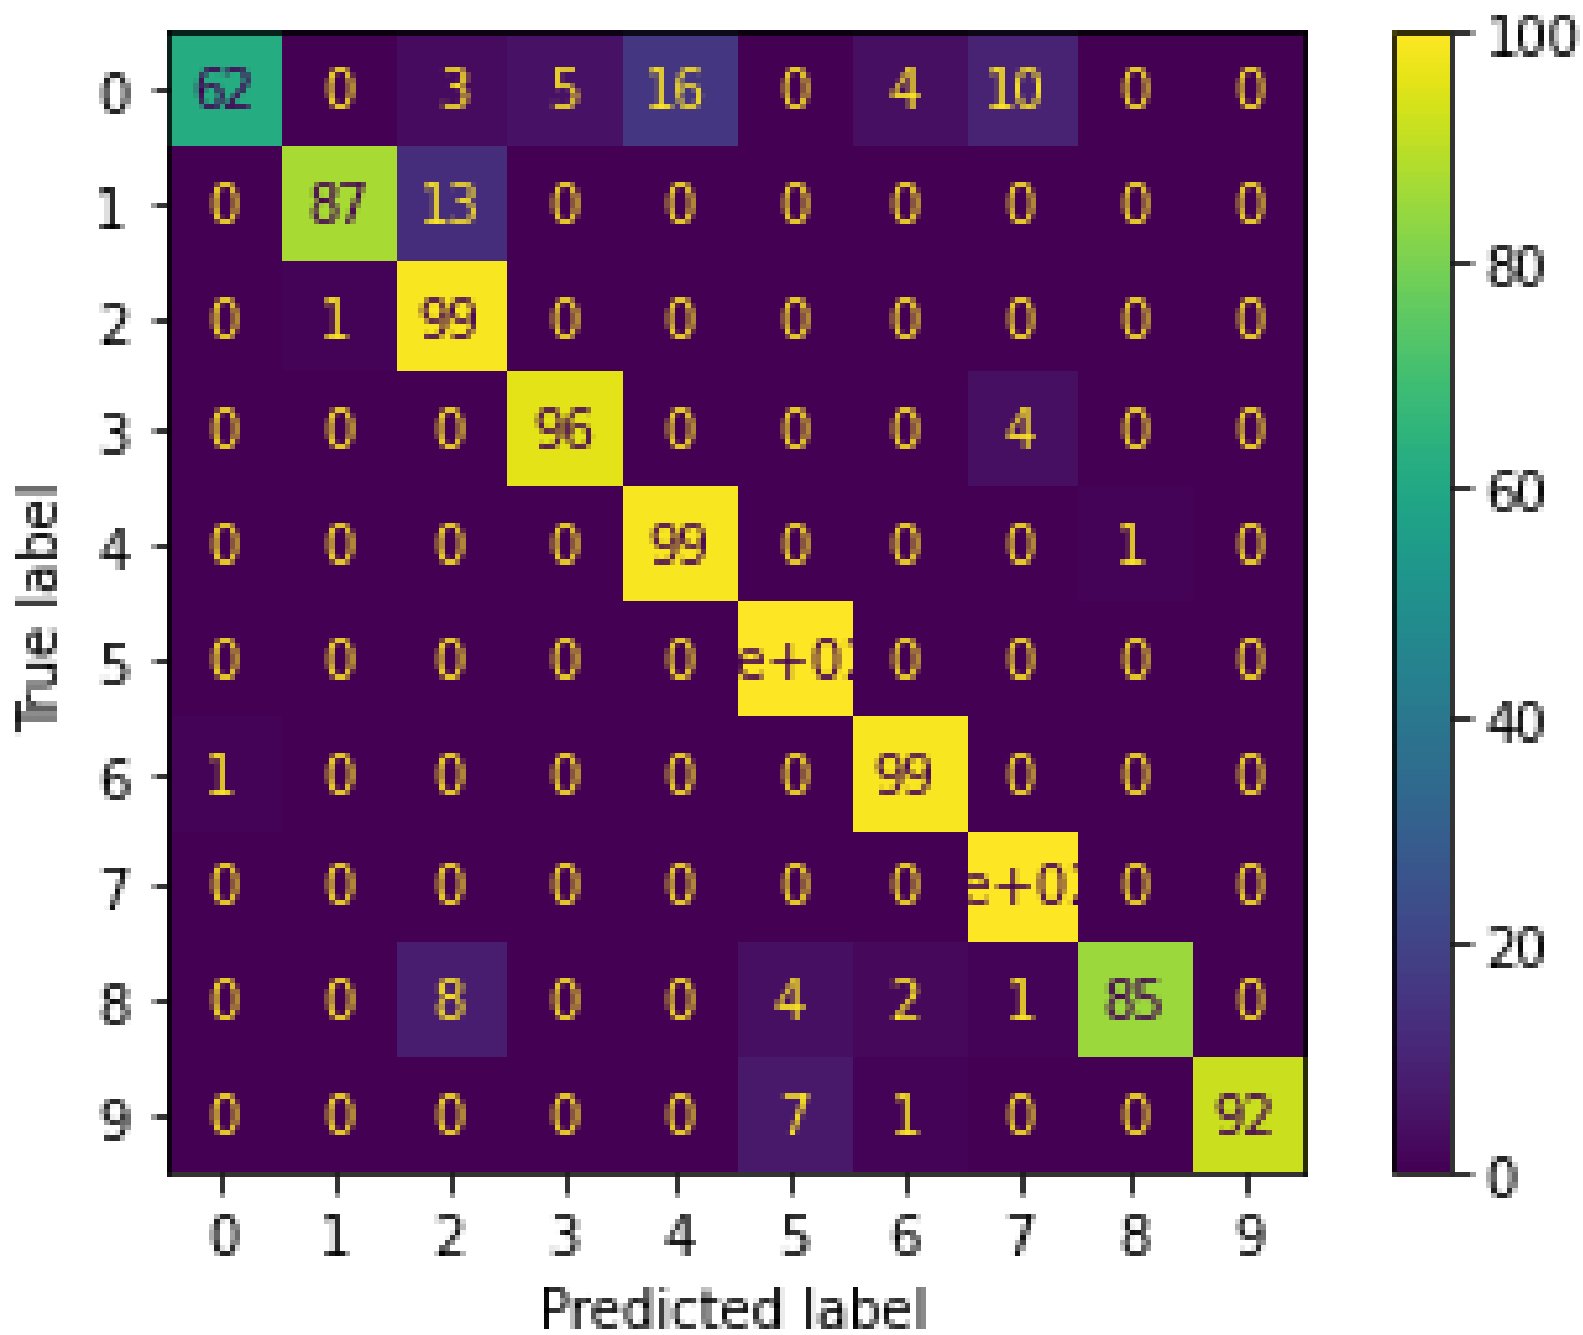 0 62 0 3 5 16 0 4 10 0 0
1 0 87 13 0 0 0 0 0 0 0
2 0 1 99 0 0 0 0 0 0 0
3 0 0 0 96 0 0 0 4 0 0
4 0 0 0 0 99 0 0 0 1 0
5 0 0 0 0 0 e+0 0 0 0 0
6 1 0 0 0 0 0 99 0 0 0
7 0 0 0 0 0 0 0 e+0 0 0
8 0 0 8 0 0 4 2 1 85 0
9 0 0 0 0 0 7 1 0 0 92
0 1 2 3 4 5 6 7 8 9
Predicted label
True label
100
80
60
40
20
0